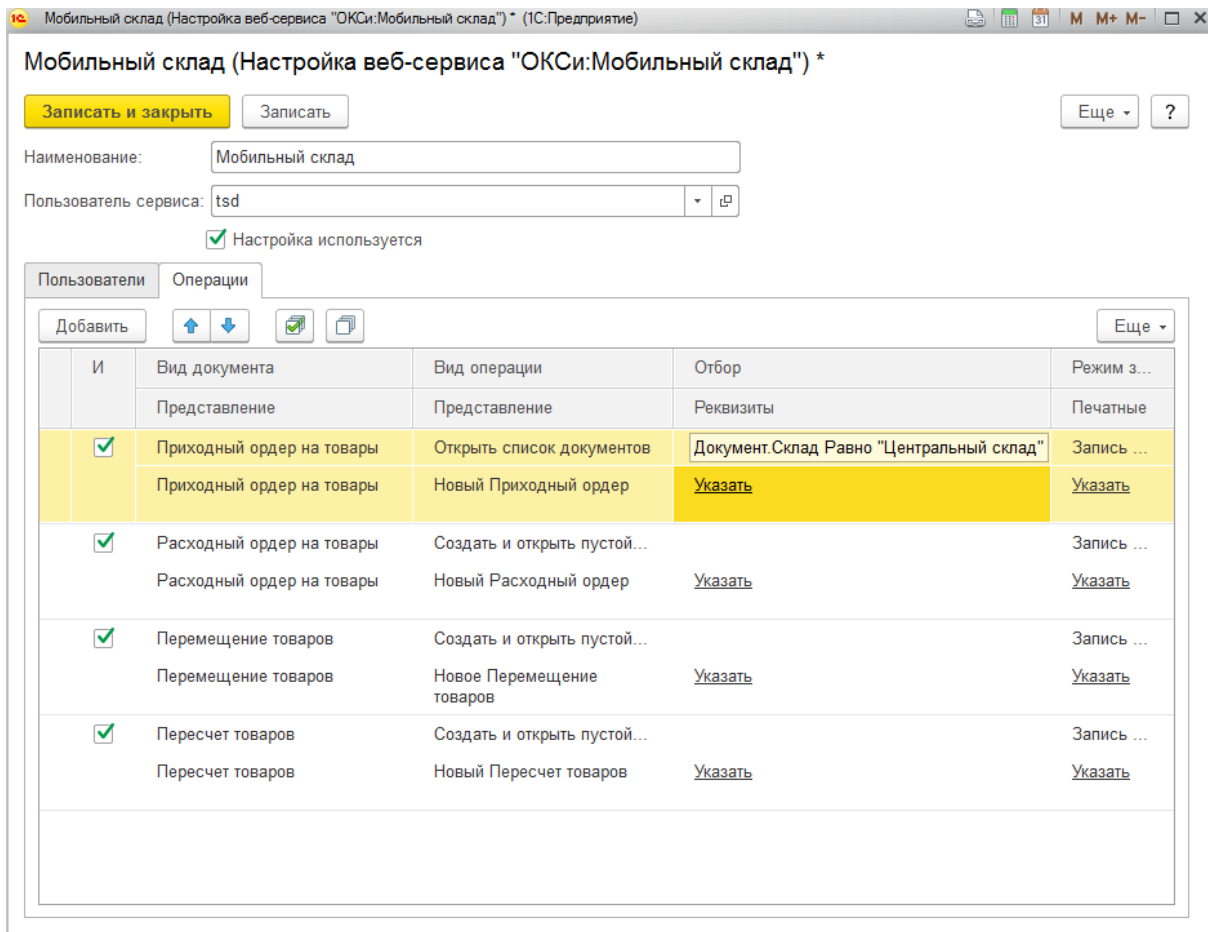 Мобильный склад (Настройка веб-сервиса "ОКСи:Мобильный склад") * (1С:Предприятие) 31 M M+ M-
Мобильный склад (Настройка веб-сервиса "ОКСи:Мобильный склад") *
Записать и закрыть Записать Еще ?
Наименование: Мобильный склад
Пользователь сервиса: tsd
Настройка используется
Пользователи Операции
Добавить Еще
И Вид документа Вид операции Отбор Режим з...
Представление Представление Реквизиты Печатные
Приходный ордер на товары Открыть список документов Документ.Склад Равно "Центральный склад" Запись ...
Приходный ордер на товары Новый Приходный ордер Указать Указать
Расходный ордер на товары Создать и открыть пустой... Запись ...
Расходный ордер на товары Новый Расходный ордер Указать Указать
Перемещение товаров Создать и открыть пустой... Запись ...
Перемещение товаров Новое Перемещение Указать Указать
товаров
Пересчет товаров Создать и открыть пустой... Запись ...
Пересчет товаров Новый Пересчет товаров Указать Указать